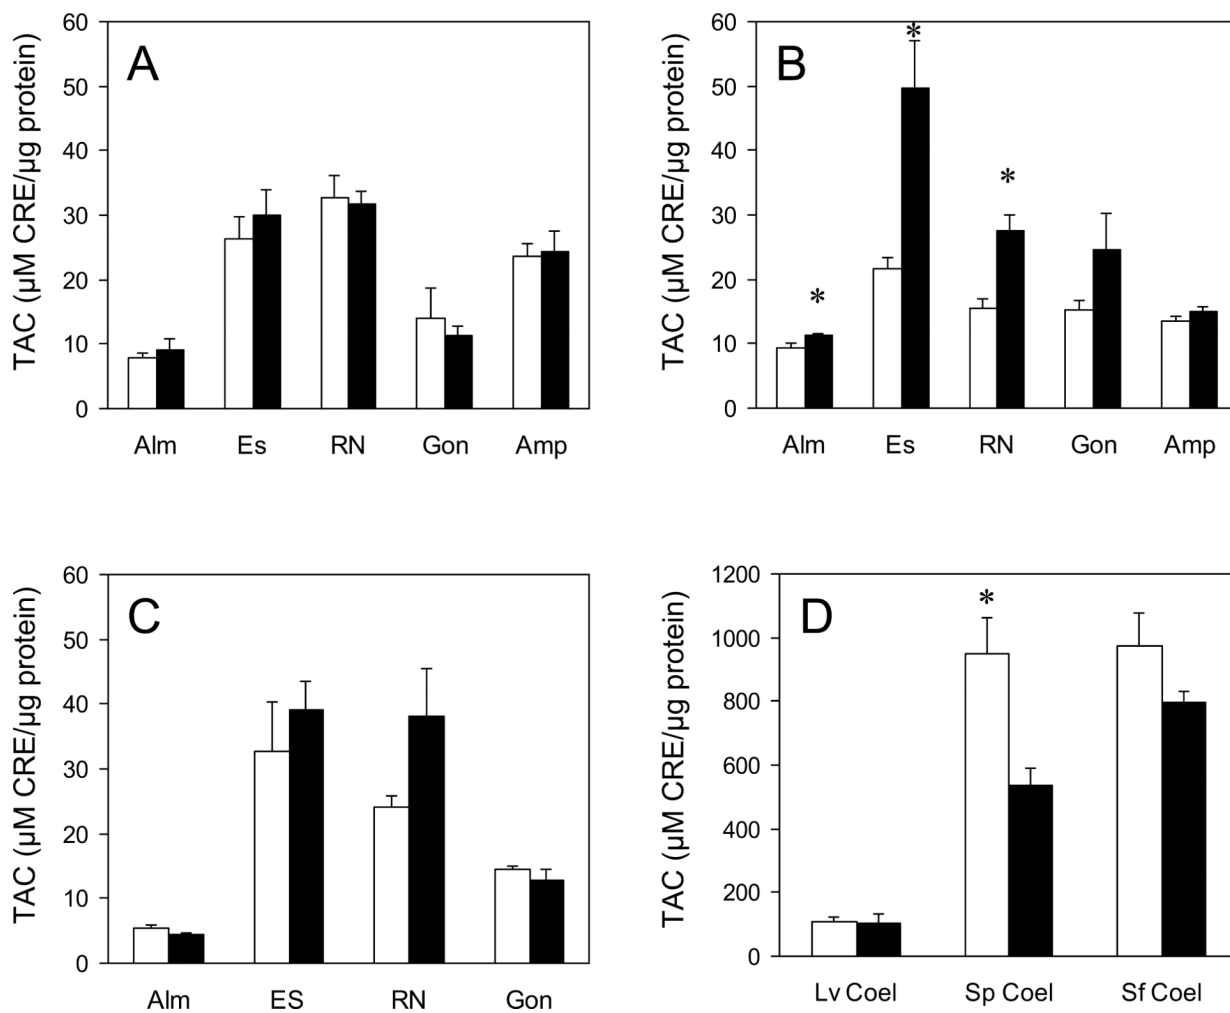 A
TAC (µM CRE/µg protein)
60
50
40
30
20
10
0
Alm Es RN Gon Amp
B
TAC (µM CRE/µg protein)
60
50
40
30
20
10
0
* * *
Alm Es RN Gon Amp
C
TAC (µM CRE/µg protein)
60
50
40
30
20
10
0
Alm ES RN Gon
D
TAC (µM CRE/µg protein)
1200
1000
800
600
400
200
0
*
Lv Coel Sp Coel Sf Coel